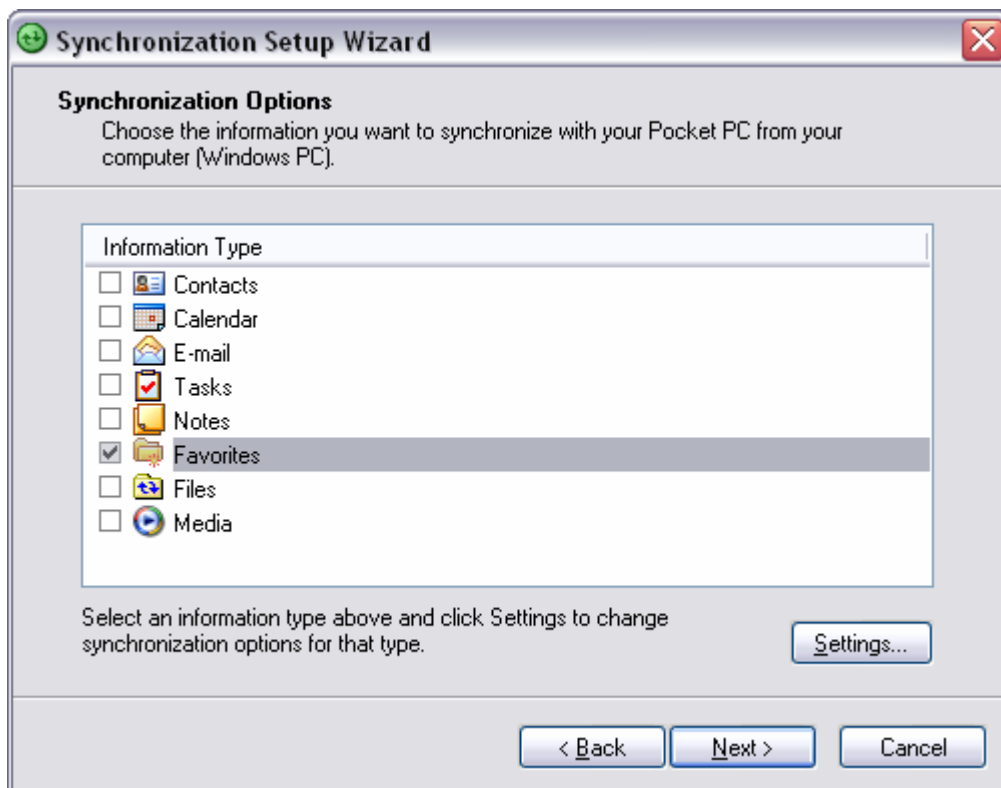 Synchronization Setup Wizard
Synchronization Options
Choose the information you want to synchronize with your Pocket PC from your
computer (Windows PC).
Information Type
Contacts
Calendar
E-mail
Tasks
Notes
Favorites
Files
Media
Select an information type above and click Settings to change
synchronization options for that type.
Settings...
< Back
Next >
Cancel